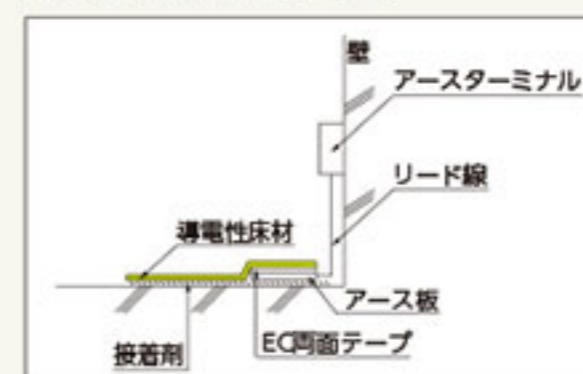 壁
アースターミナル
リード線
導電性床材
アース板
EC両面テープ
接着剤